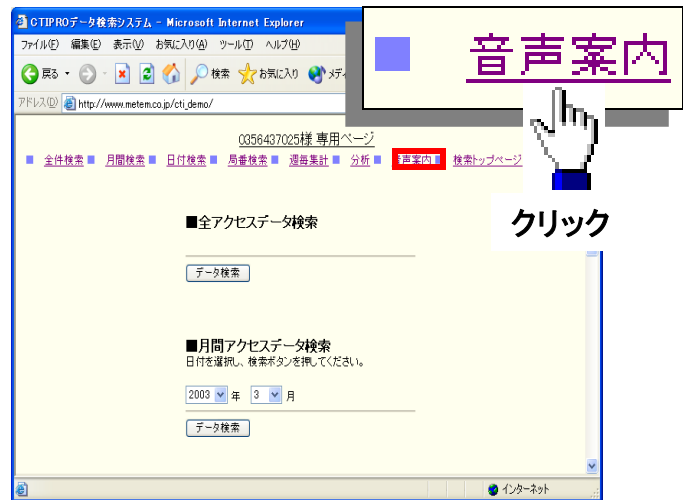 CTIPROデータ検索システム - Microsoft Internet Explorer
ファイル(F) 編集(E) 表示(V) お気に入り(A) ツール(T) ヘルプ(H)
戻る 検索 お気に入り メディ
アドレス(D) http://www.metem.co.jp/cti_demo/
音声案内
クリック
0356437025様 専用ページ
■ 全件検索 ■ 月間検索 ■ 日付検索 ■ 局番検索 ■ 週毎集計 ■ 分析 ■ 音声案内 ■ 検索トップページ
■全アクセスデータ検索
データ検索
■月間アクセスデータ検索
日付を選択し、検索ボタンを押してください。
2003 年 3 月
データ検索
インターネット